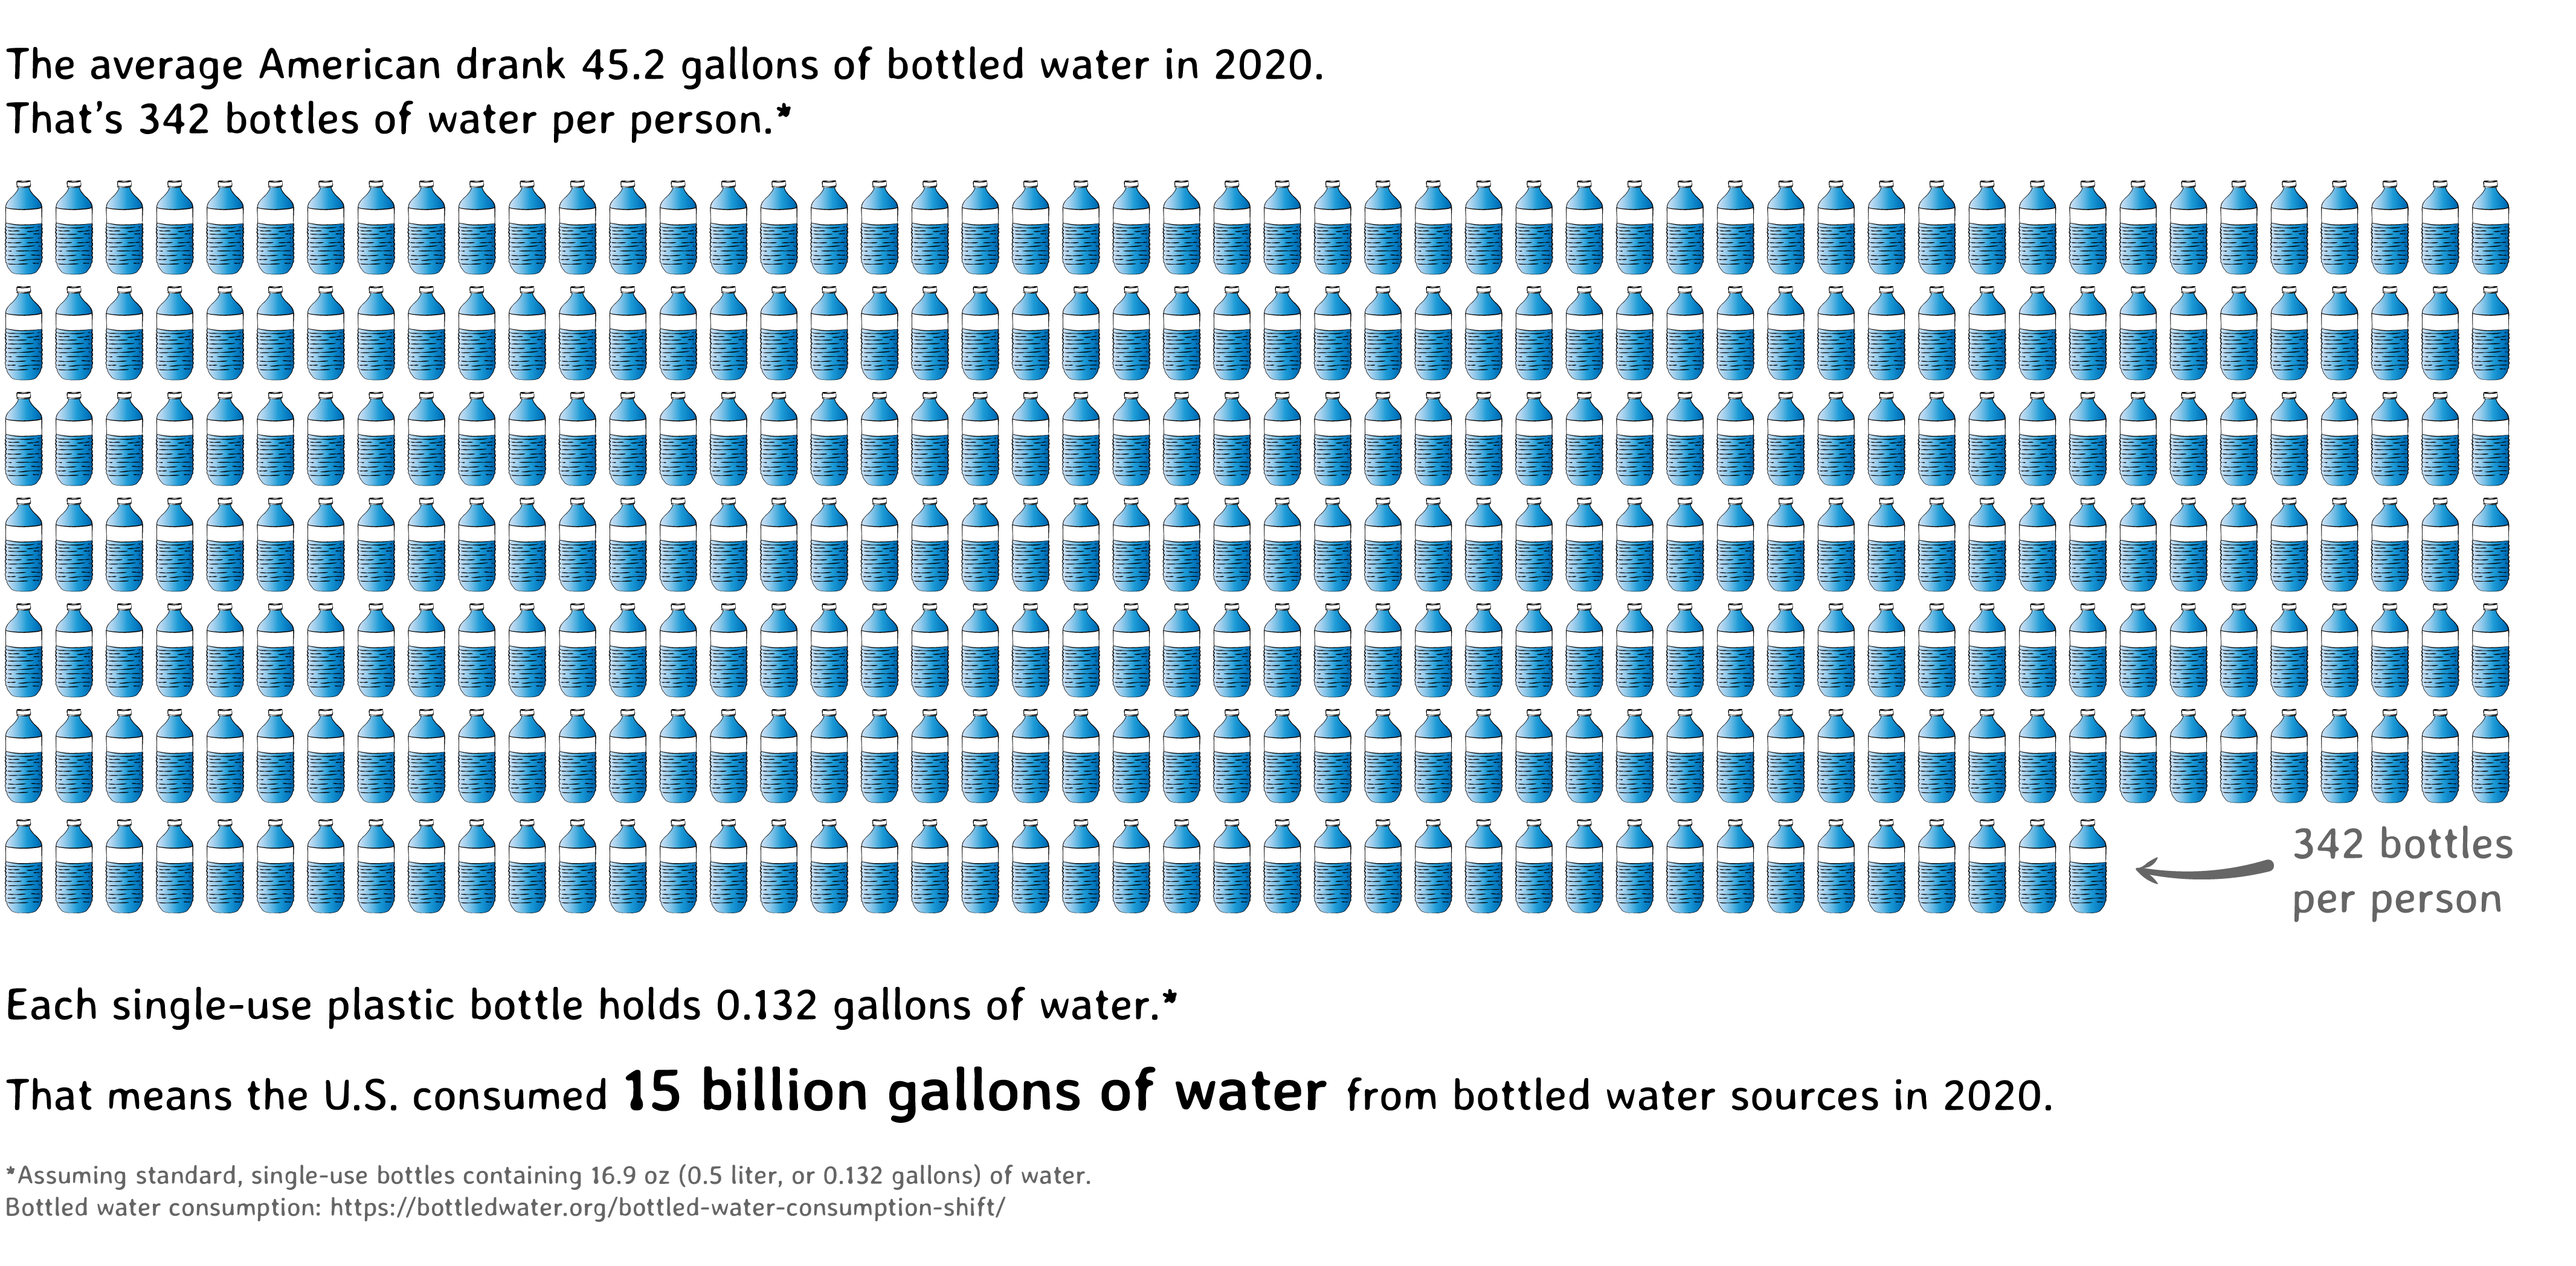 The average American drank 45.2 gallons of bottled water in 2020.
That's 342 bottles of water per person.*
342 bottles
per person
Each single-use plastic bottle holds 0.132 gallons of water.*
That means the U.S. consumed 15 billion gallons of water from bottled water sources in 2020.
*Assuming standard, single-use bottles containing 16.9 oz (0.5 liter, or 0.132 gallons) of water.
Bottled water consumption: https://bottledwater.org/bottled-water-consumption-shift/